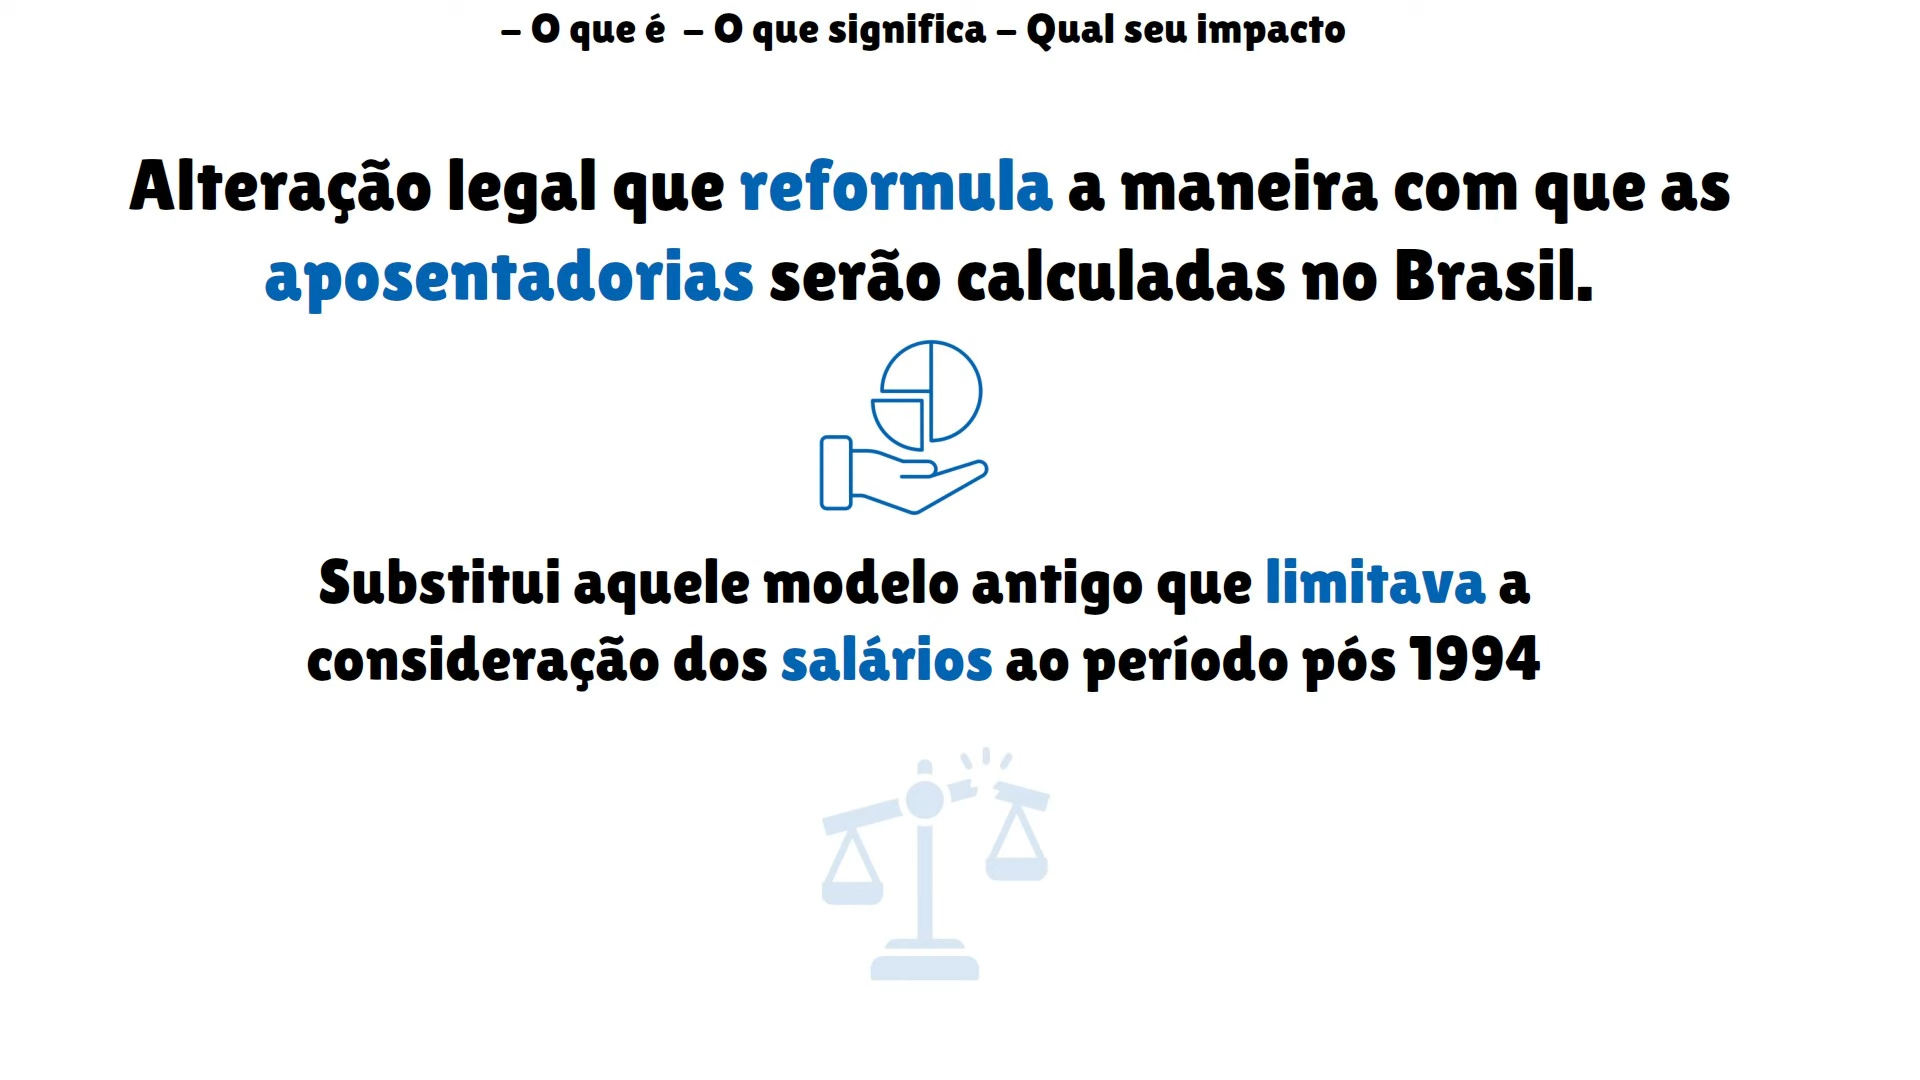 – O que é – O que significa – Qual seu impacto
Alteração legal que reformula a maneira com que as
aposentadorias serão calculadas no Brasil.
Substitui aquele modelo antigo que limitava a
consideração dos salários ao período pós 1994